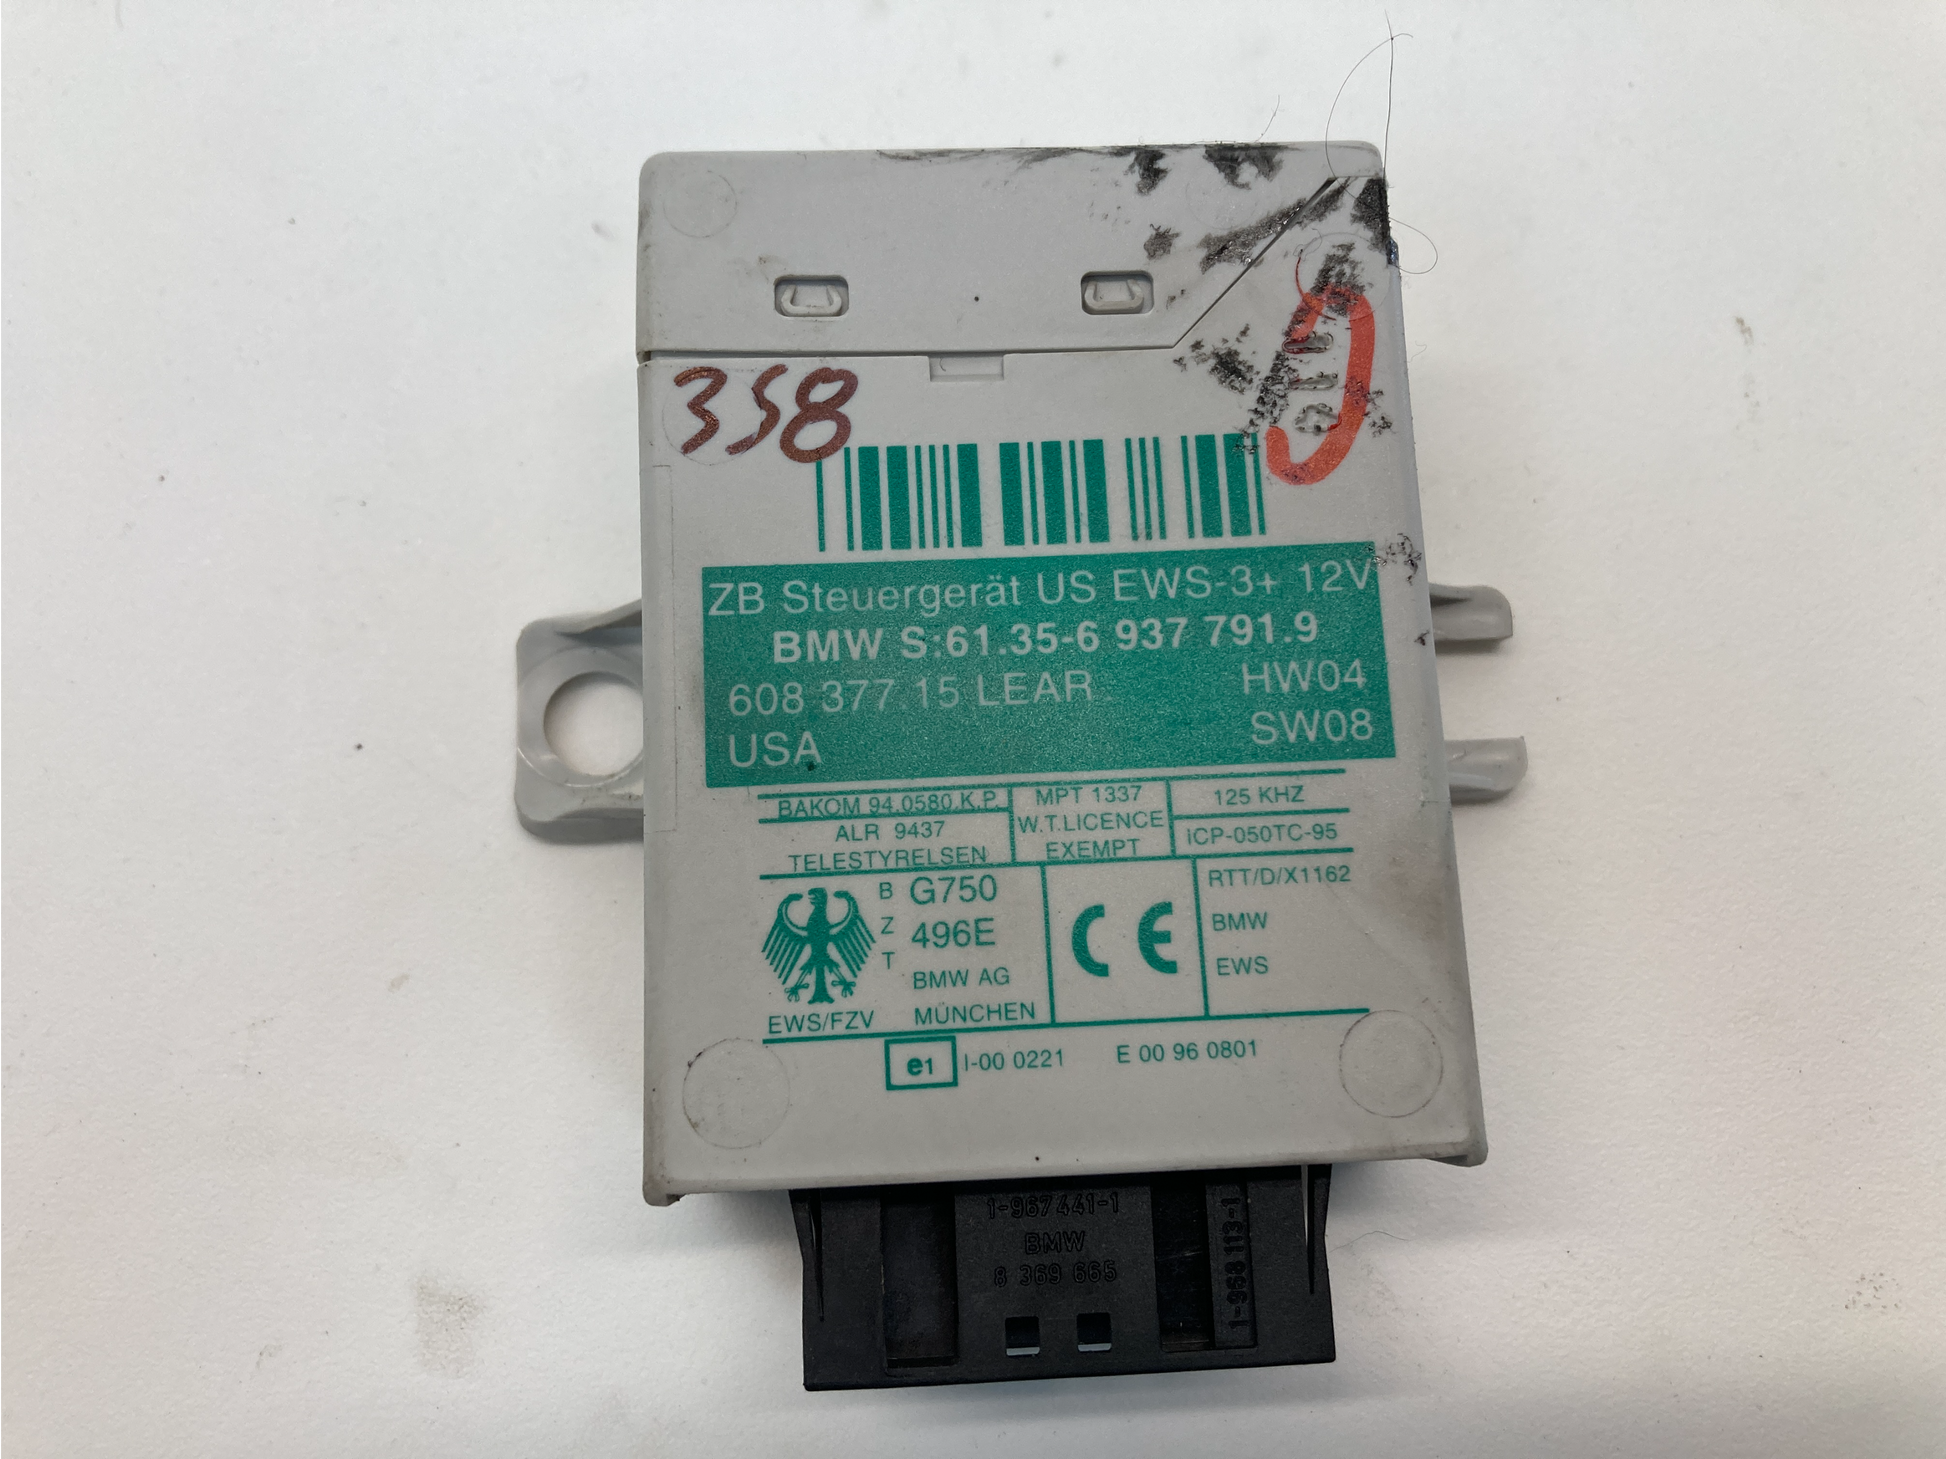 358
ZB Steuergerät US EWS-3+ 12V
BMW S:61.35-6 937 791.9
608 377 15 LEAR HW04
USA SW08
BAKOM 94.0580.K.P.
ALR 9437
TELESTYRELSEN
MPT 1337
W.T.LICENCE
EXEMPT
125 KHZ
ICP-050TC-95
BZT
G750
496E
BMW AG
MÜNCHEN
EWS/FZV
CE
RTT/D/X1162
BMW
EWS
e1 I-00 0221 E 00 96 0801
1-967441-1
BMW
8 369 665
1-968 113-1